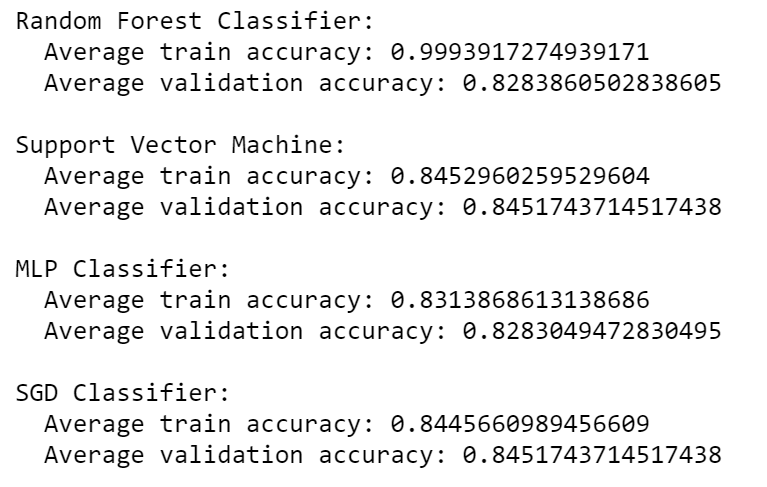 Random Forest Classifier:
Average train accuracy: 0.9993917274939171
Average validation accuracy: 0.8283860502838605
Support Vector Machine:
Average train accuracy: 0.8452960259529604
Average validation accuracy: 0.8451743714517438
MLP Classifier:
Average train accuracy: 0.8313868613138686
Average validation accuracy: 0.8283049472830495
SGD Classifier:
Average train accuracy: 0.8445660989456609
Average validation accuracy: 0.8451743714517438